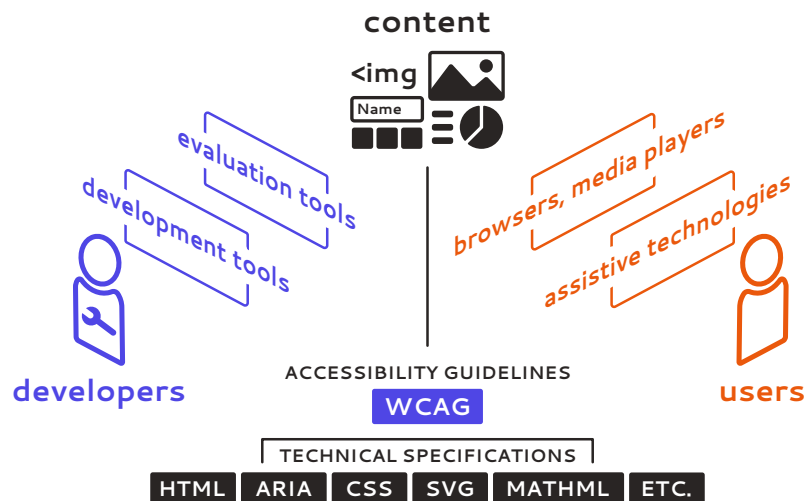 content
<img
Name
evaluation tools
development tools
browsers, media players
assistive technologies
developers
users
ACCESSIBILITY GUIDELINES
WCAG
TECHNICAL SPECIFICATIONS
HTML ARIA CSS SVG MATHML ETC.